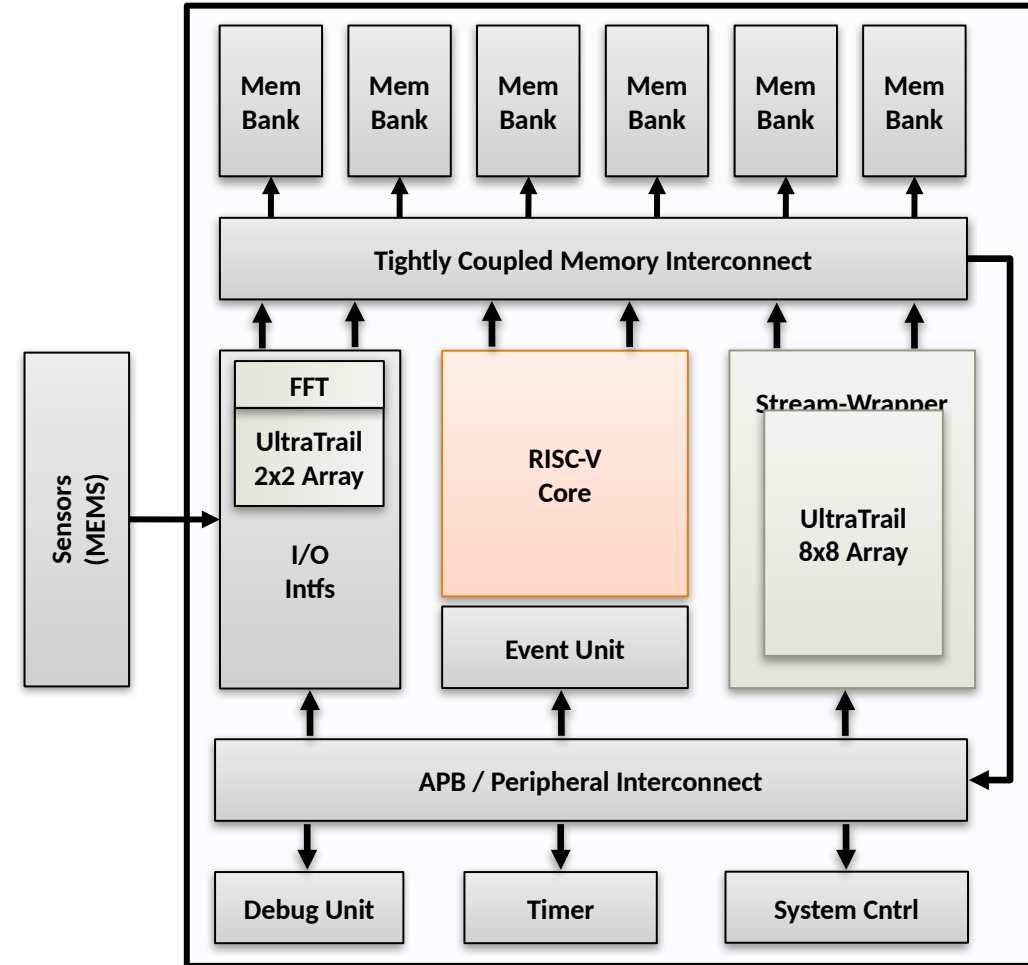 Mem
Bank
Mem
Bank
Mem
Bank
Mem
Bank
Mem
Bank
Mem
Bank
Tightly Coupled Memory Interconnect
Sensors
(MEMS)
FFT
UltraTrail
2x2 Array
I/O
Intfs
RISC-V
Core
Event Unit
Stream-Wrapper
UltraTrail
8x8 Array
APB / Peripheral Interconnect
Debug Unit
Timer
System Cntrl